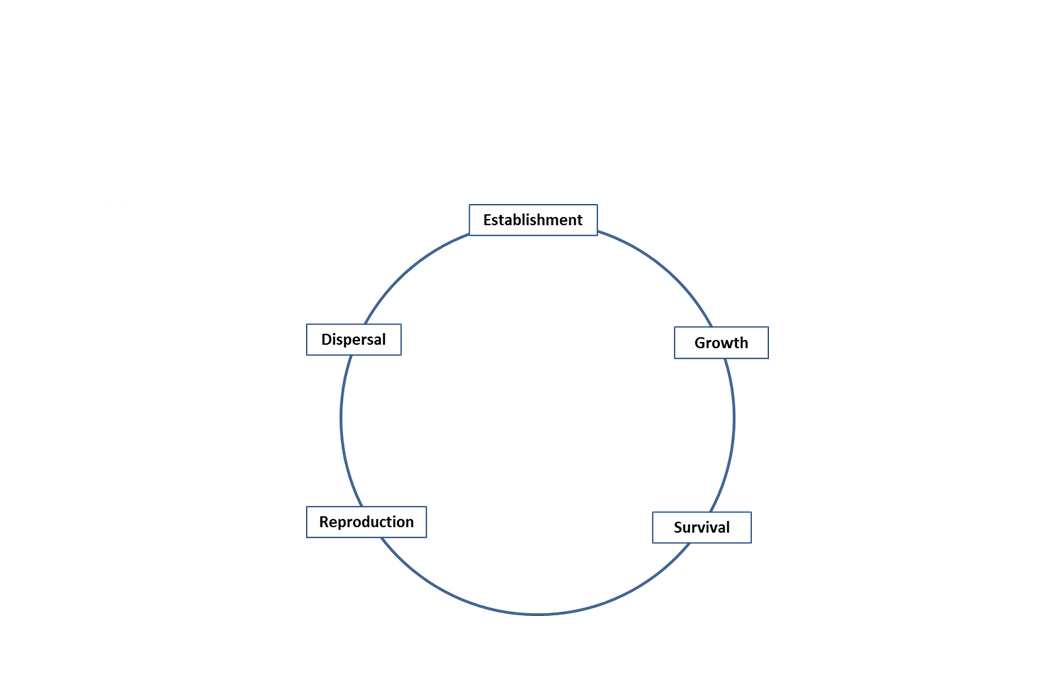 Establishment
Dispersal
Growth
Reproduction
Survival